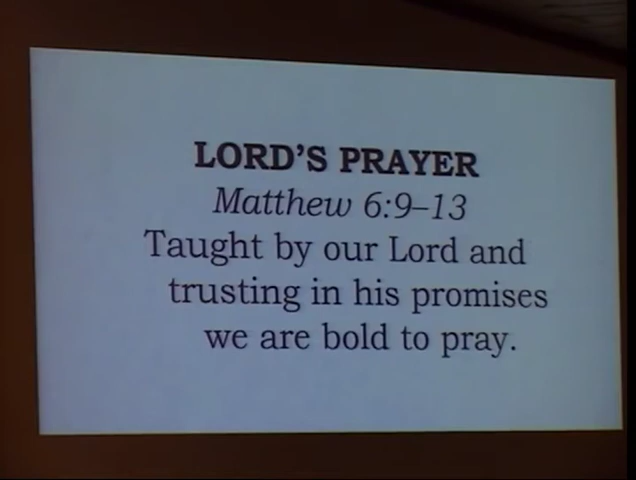 LORD'S PRAYER
Matthew 6:9–13
Taught by our Lord and
trusting in his promises
we are bold to pray.